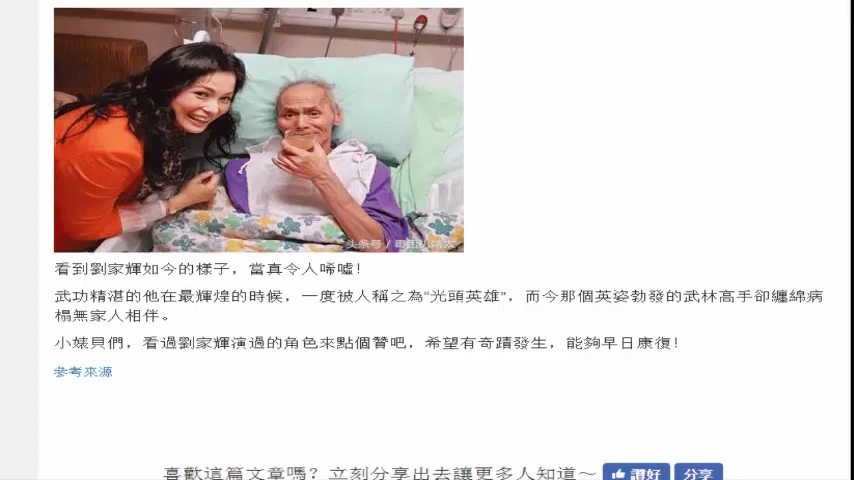 头条号 /
看到劉家輝如今的樣子，當真令人唏噓！
武功精湛的他在最輝煌的時候，一度被人稱之為“光頭英雄”，而今那個英姿勃發的武林高手卻纏綿病
榻無家人相伴。
小婊貝們，看過劉家輝演過的角色來點個贊吧，希望有奇蹟發生，能夠早日康復！
參考來源
喜歡這篇文章嗎？立刻分享出去讓更多人知道～ 讚好 分享